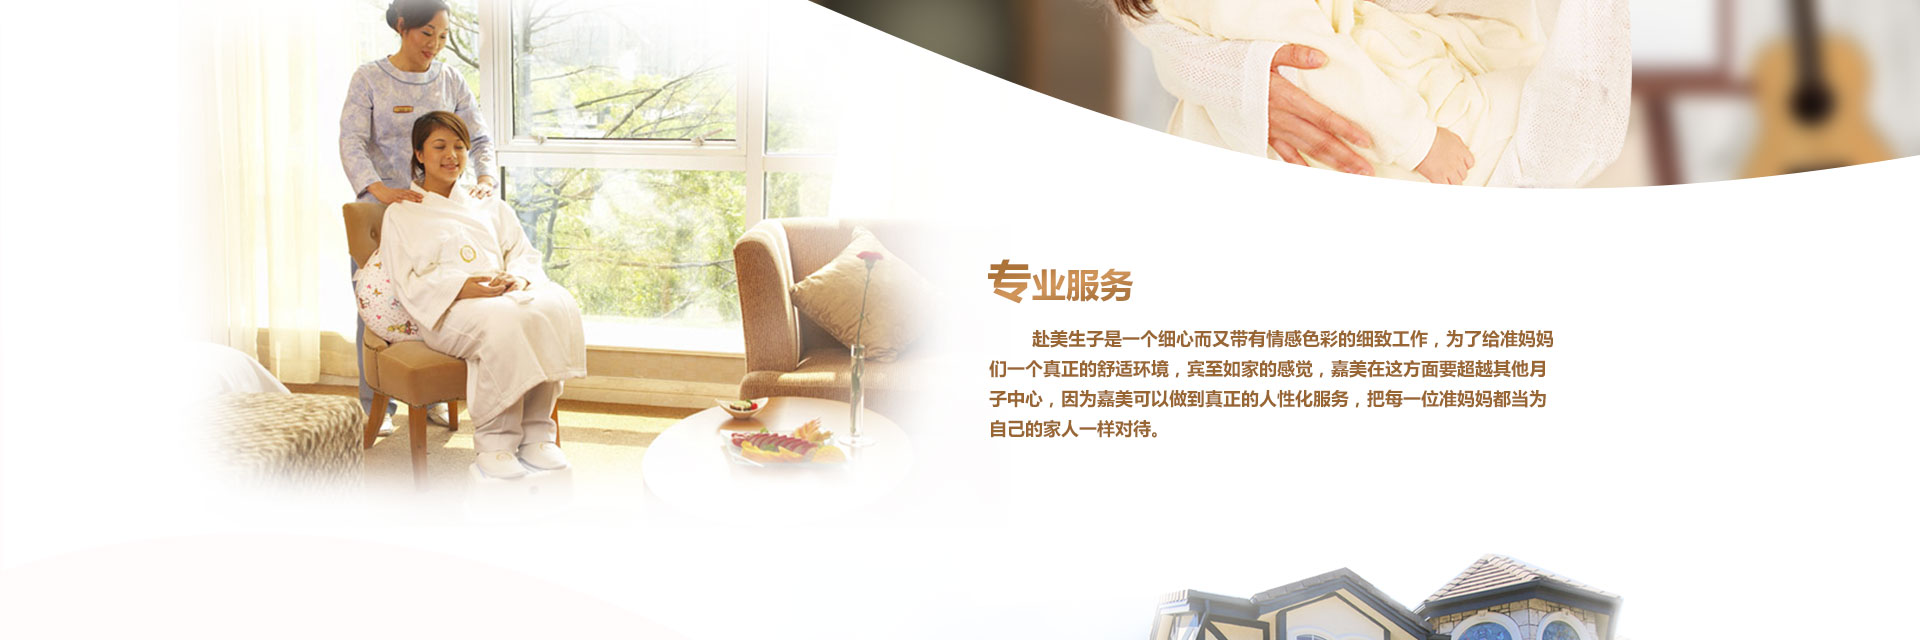 专业服务
赴美生子是一个细心而又带有情感色彩的细致工作，为了给准妈妈
们一个真正的舒适环境，宾至如家的感觉，嘉美在这方面要超越其他月
子中心，因为嘉美可以做到真正的人性化服务，把每一位准妈妈都当为
自己的家人一样对待。